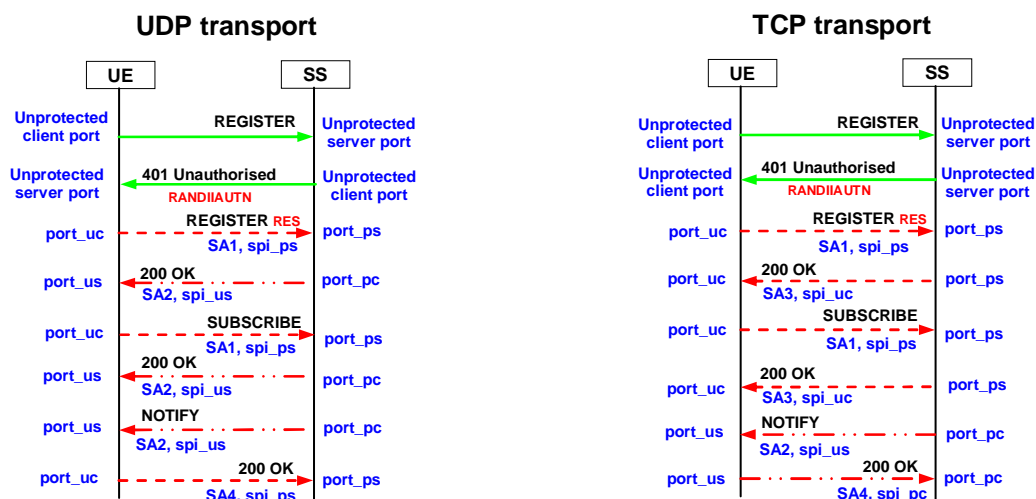 UDP transport
UE
SS
Unprotected
client port
REGISTER
Unprotected
server port
Unprotected
server port
401 Unauthorised
RANDIIAUTN
Unprotected
client port
port_uc
REGISTER RES
SA1, spi_ps
port_ps
port_us
200 OK
SA2, spi_us
port_pc
port_uc
SUBSCRIBE
SA1, spi_ps
port_ps
port_us
200 OK
SA2, spi_us
port_pc
port_us
NOTIFY
SA2, spi_us
port_pc
port_uc
200 OK
SA4, spi_ps
port_ps
TCP transport
UE
SS
Unprotected
client port
REGISTER
Unprotected
server port
Unprotected
client port
401 Unauthorised
RANDIIAUTN
Unprotected
server port
port_uc
REGISTER RES
SA1, spi_ps
port_ps
port_uc
200 OK
SA3, spi_uc
port_ps
port_uc
SUBSCRIBE
SA1, spi_ps
port_ps
port_uc
200 OK
SA3, spi_uc
port_ps
port_us
NOTIFY
SA2, spi_us
port_pc
port_us
200 OK
SA4, spi_pc
port_pc